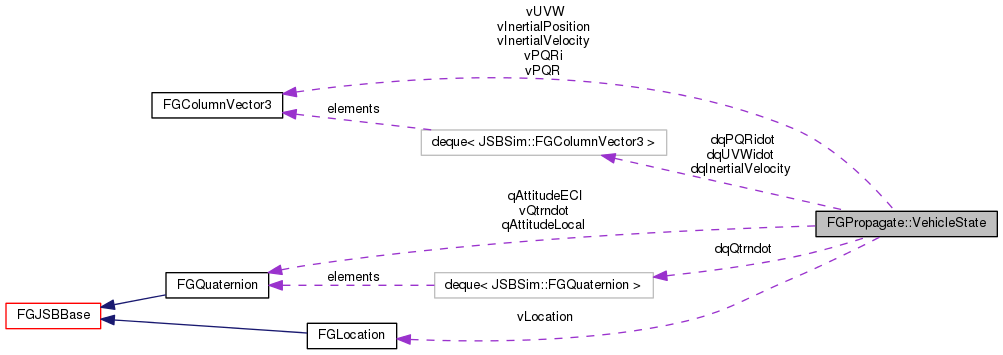 vUVW
vInertialPosition
vInertialVelocity
vPQRi
vPQR
FGColumnVector3
elements
deque< JSBSim::FGColumnVector3 >
dqPQRidot
dqUVWidot
dqInertialVelocity
qAttitudeECI
vQtrndot
qAttitudeLocal
FGPropagate::VehicleState
dqQtrndot
FGQuaternion
elements
deque< JSBSim::FGQuaternion >
FGJSBBase
vLocation
FGLocation